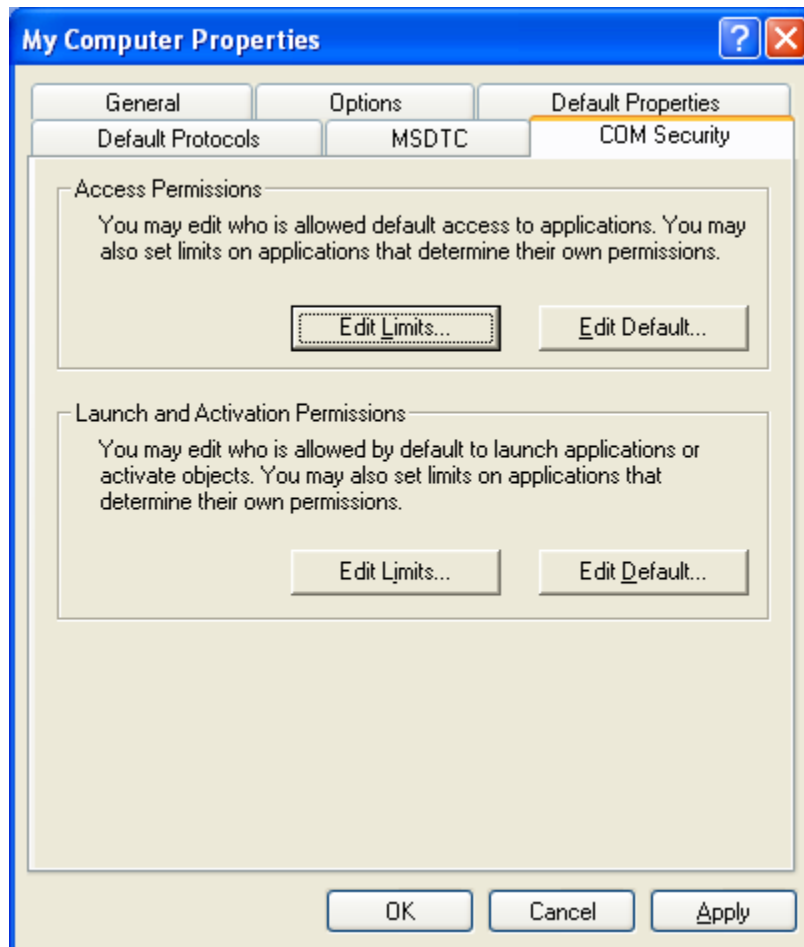 My Computer Properties
General Options Default Properties
Default Protocols MSDTC COM Security
Access Permissions
You may edit who is allowed default access to applications. You may
also set limits on applications that determine their own permissions.
Edit Limits... Edit Default...
Launch and Activation Permissions
You may edit who is allowed by default to launch applications or
activate objects. You may also set limits on applications that
determine their own permissions.
Edit Limits... Edit Default...
OK Cancel Apply